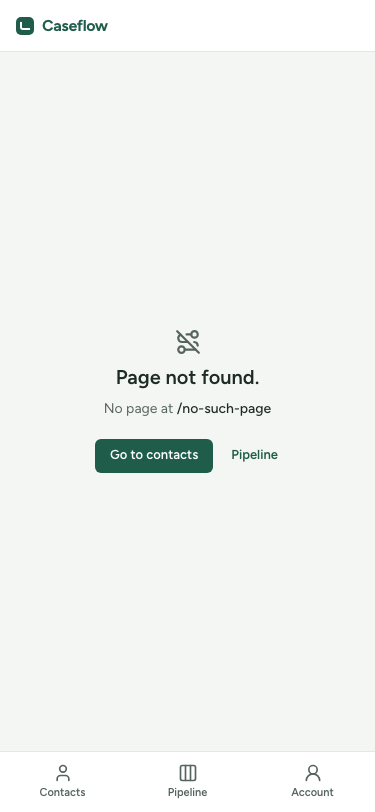 Caseflow
Page not found.
No page at /no-such-page
Go to contacts
Pipeline
Contacts
Pipeline
Account